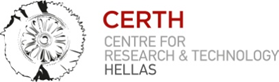 CERTH
CENTRE FOR
RESEARCH & TECHNOLOGY
HELLAS